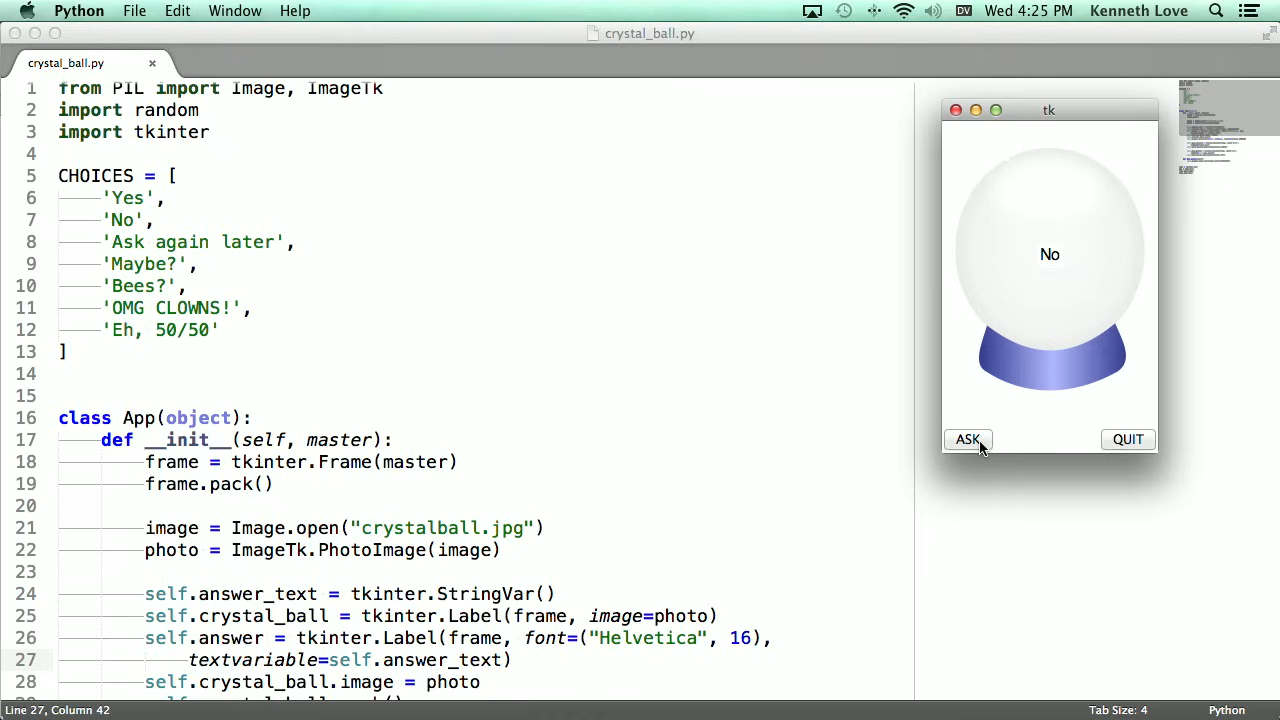 Python File Edit Window Help DV Wed 4:25 PM Kenneth Love
crystal_ball.py
crystal_ball.py ×
1 from PIL import Image, ImageTk
2 import random
3 import tkinter
4
5 CHOICES = [
6 'Yes',
7 'No',
8 'Ask again later',
9 'Maybe?',
10 'Bees?',
11 'OMG CLOWNS!',
12 'Eh, 50/50'
13 ]
14
15
16 class App(object):
17 def __init__(self, master):
18 frame = tkinter.Frame(master)
19 frame.pack()
20
21 image = Image.open("crystalball.jpg")
22 photo = ImageTk.PhotoImage(image)
23
24 self.answer_text = tkinter.StringVar()
25 self.crystal_ball = tkinter.Label(frame, image=photo)
26 self.answer = tkinter.Label(frame, font=("Helvetica", 16),
27 textvariable=self.answer_text)
28 self.crystal_ball.image = photo
tk
No
ASK QUIT
Line 27, Column 42 Tab Size: 4 Python